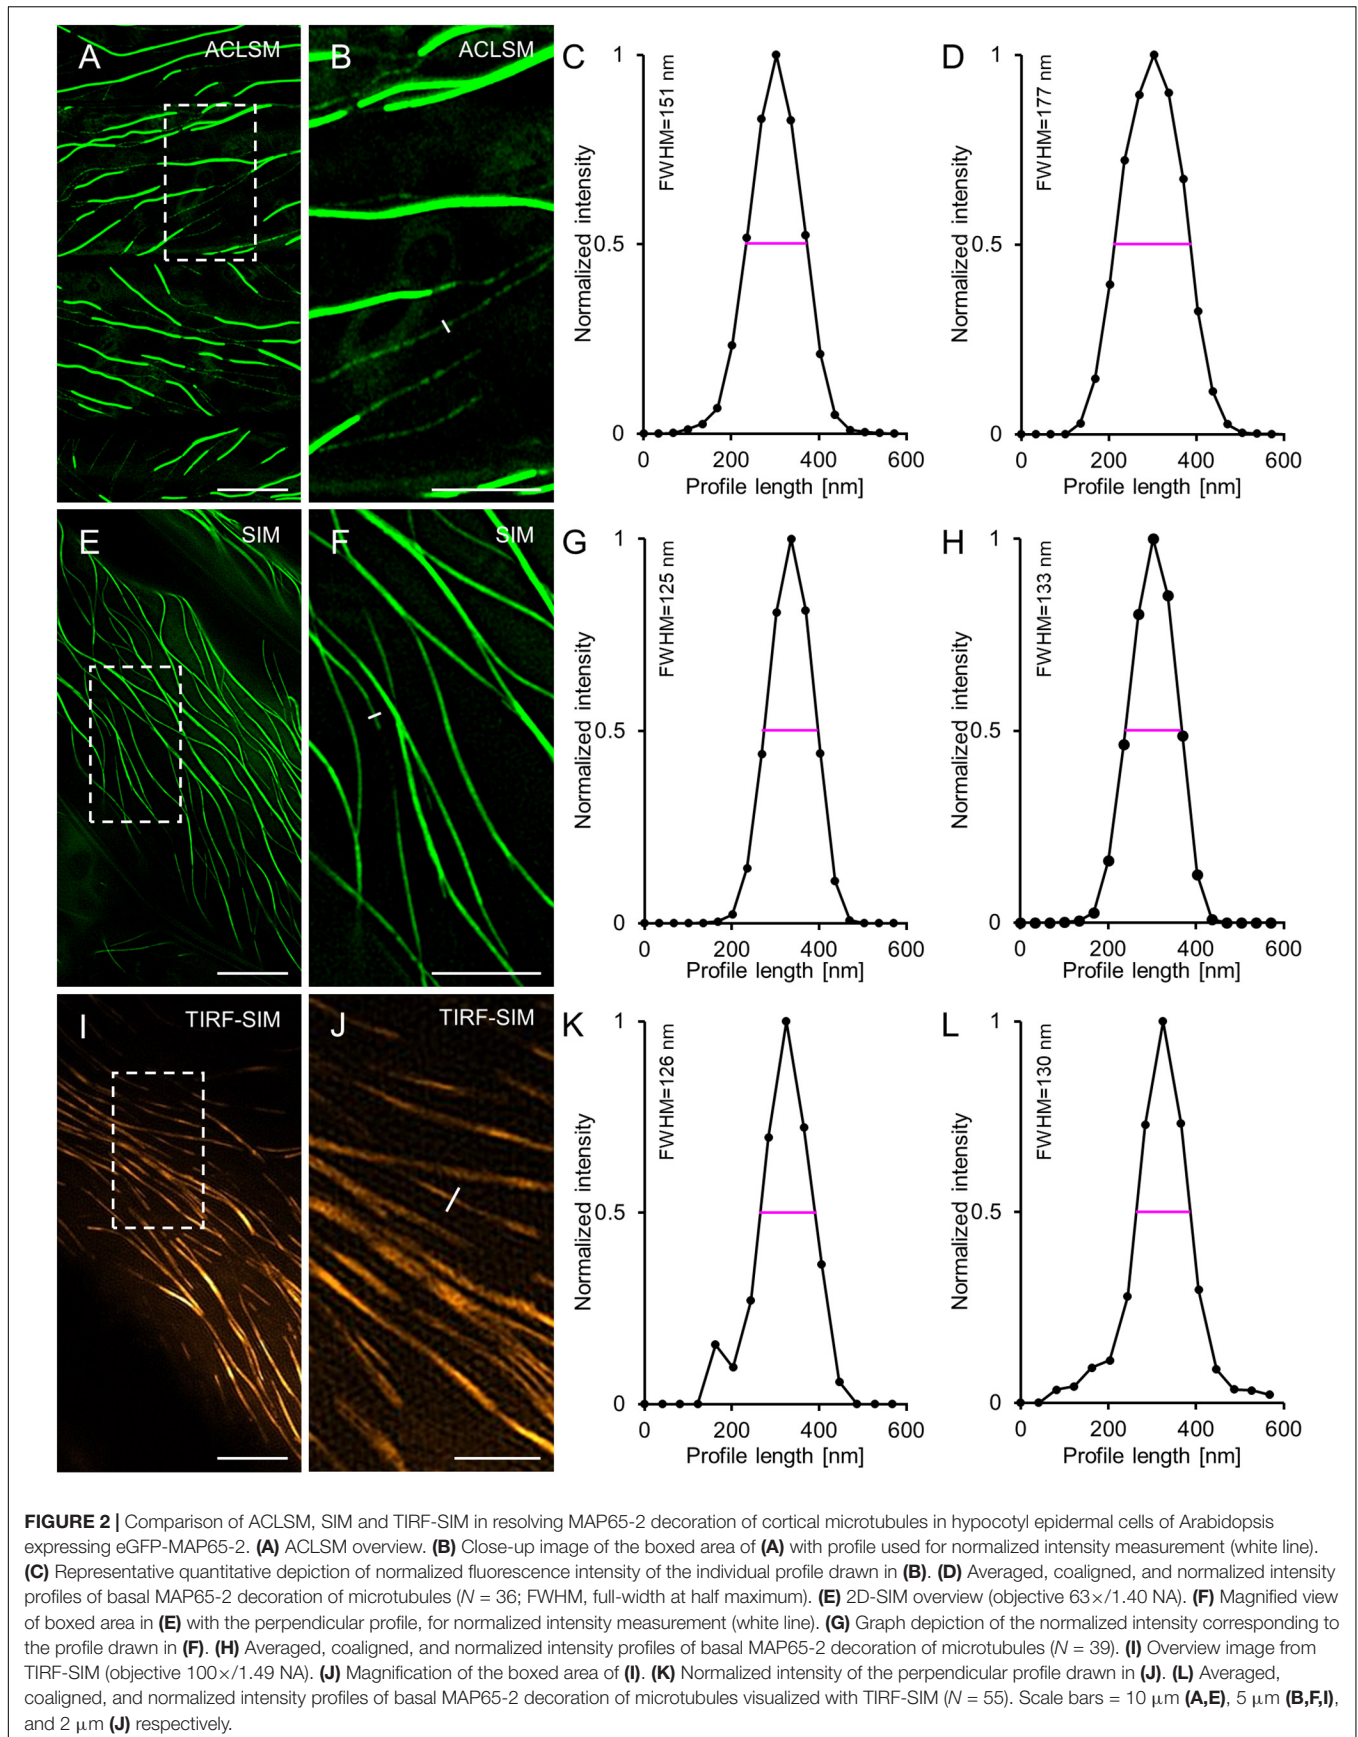 A ACLSM
B ACLSM
C
FWHM=151 nm
Normalized intensity
1
0.5
0
0 200 400 600
Profile length [nm]
D
FWHM=177 nm
Normalized intensity
1
0.5
0
0 200 400 600
Profile length [nm]
E SIM
F SIM
G
FWHM=125 nm
Normalized intensity
1
0.5
0
0 200 400 600
Profile length [nm]
H
FWHM=133 nm
Normalized intensity
1
0.5
0
0 200 400 600
Profile length [nm]
I TIRF-SIM
J TIRF-SIM
K
FWHM=126 nm
Normalized intensity
1
0.5
0
0 200 400 600
Profile length [nm]
L
FWHM=130 nm
Normalized intensity
1
0.5
0
0 200 400 600
Profile length [nm]
FIGURE 2 | Comparison of ACLSM, SIM and TIRF-SIM in resolving MAP65-2 decoration of cortical microtubules in hypocotyl epidermal cells of Arabidopsis
expressing eGFP-MAP65-2. (A) ACLSM overview. (B) Close-up image of the boxed area of (A) with profile used for normalized intensity measurement (white line).
(C) Representative quantitative depiction of normalized fluorescence intensity of the individual profile drawn in (B). (D) Averaged, coaligned, and normalized intensity
profiles of basal MAP65-2 decoration of microtubules (N = 36; FWHM, full-width at half maximum). (E) 2D-SIM overview (objective 63×/1.40 NA). (F) Magnified view
of boxed area in (E) with the perpendicular profile, for normalized intensity measurement (white line). (G) Graph depiction of the normalized intensity corresponding to
the profile drawn in (F). (H) Averaged, coaligned, and normalized intensity profiles of basal MAP65-2 decoration of microtubules (N = 39). (I) Overview image from
TIRF-SIM (objective 100×/1.49 NA). (J) Magnification of the boxed area of (I). (K) Normalized intensity of the perpendicular profile drawn in (J). (L) Averaged,
coaligned, and normalized intensity profiles of basal MAP65-2 decoration of microtubules visualized with TIRF-SIM (N = 55). Scale bars = 10 μm (A,E), 5 μm (B,F,I),
and 2 μm (J) respectively.